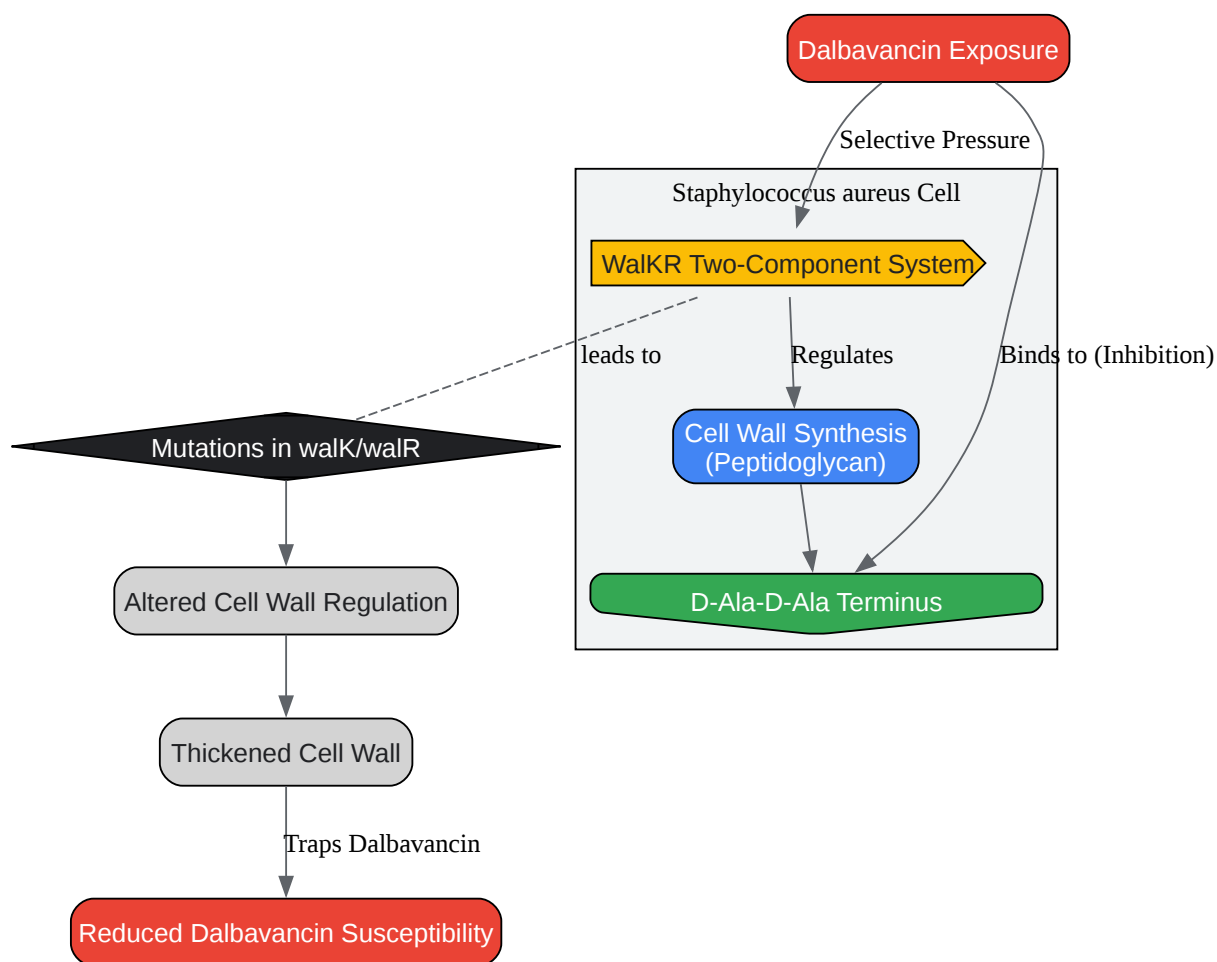 Dalbavancin Exposure
Selective Pressure
Staphylococcus aureus Cell
WalKR Two-Component System
leads to
Regulates
Binds to (Inhibition)
Mutations in walK/walR
Cell Wall Synthesis
(Peptidoglycan)
Altered Cell Wall Regulation
D-Ala-D-Ala Terminus
Thickened Cell Wall
Traps Dalbavancin
Reduced Dalbavancin Susceptibility